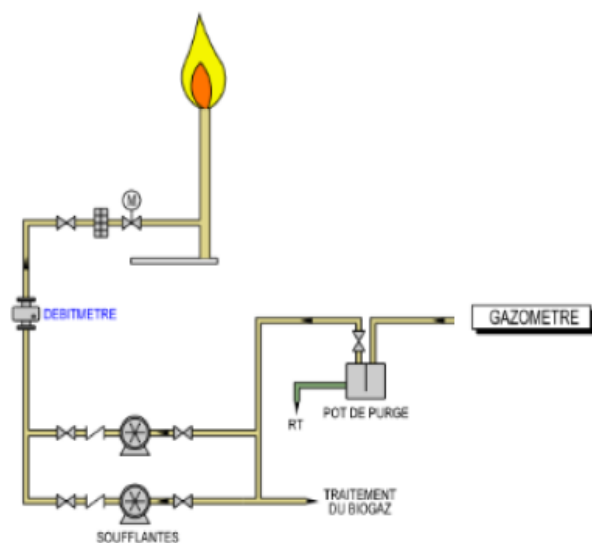 M
DEBITMETRE
GAZOMETRE
POT DE PURGE
RT
TRAITEMENT
DU BIOGAZ
SOUFFLANTES